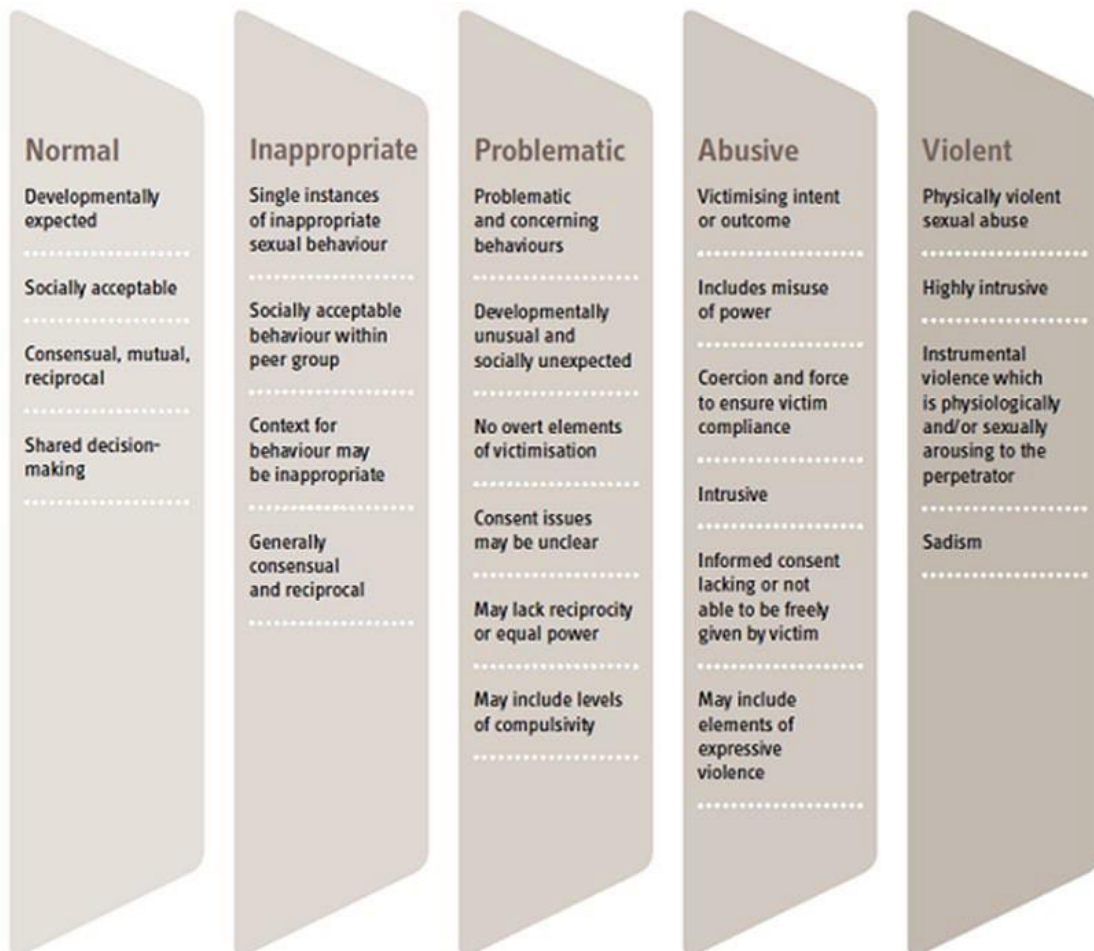 Normal
Developmentally
expected
Socially acceptable
Consensual, mutual,
reciprocal
Shared decision-
making
Inappropriate
Single instances
of inappropriate
sexual behaviour
Socially acceptable
behaviour within
peer group
Context for
behaviour may
be inappropriate
Generally
consensual
and reciprocal
Problematic
Problematic
and concerning
behaviours
Developmentally
unusual and
socially unexpected
No overt elements
of victimisation
Consent issues
may be unclear
May lack reciprocity
or equal power
May include levels
of compulsivity
Abusive
Victimising intent
or outcome
Includes misuse
of power
Coercion and force
to ensure victim
compliance
Intrusive
Informed consent
lacking or not
able to be freely
given by victim
May include
elements of
expressive
violence
Violent
Physically violent
sexual abuse
Highly intrusive
Instrumental
violence which
is physiologically
and/or sexually
arousing to the
perpetrator
Sadism